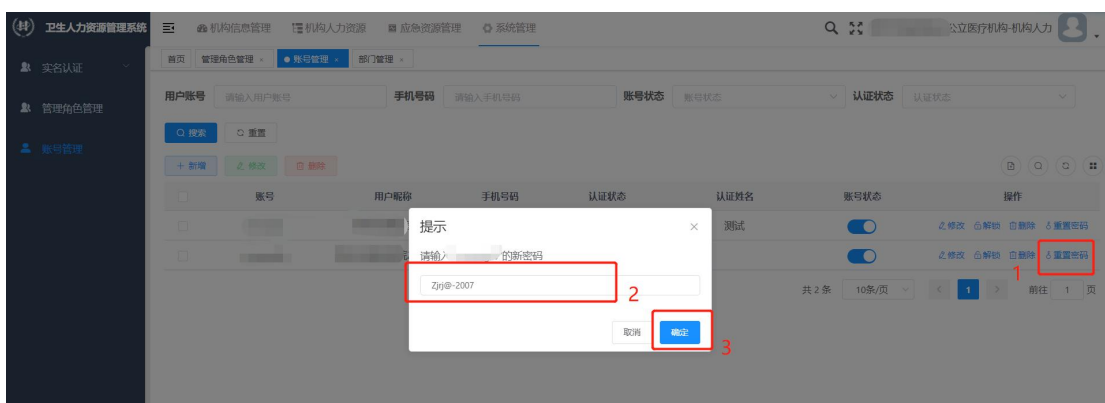 卫生人力资源管理系统 机构信息管理 机构人力资源 应急资源管理 系统管理 公立医疗机构-机构人力
实名认证
管理角色管理
账号管理
首页 管理角色管理 × 账号管理 × 部门管理 ×
用户账号 请输入用户账号 手机号码 请输入手机号码 账号状态 账号状态 认证状态 认证状态
搜索 重置
+ 新增 修改 删除
账号 用户昵称 手机号码 认证状态 认证姓名 账号状态 操作
测试 修改 解锁 删除 重置密码
修改 解锁 删除 重置密码
1
共 2 条 10条/页 < 1 > 前往 1 页
提示 ×
请输入 的新密码
Zjrj@-2007
2
取消 确定
3